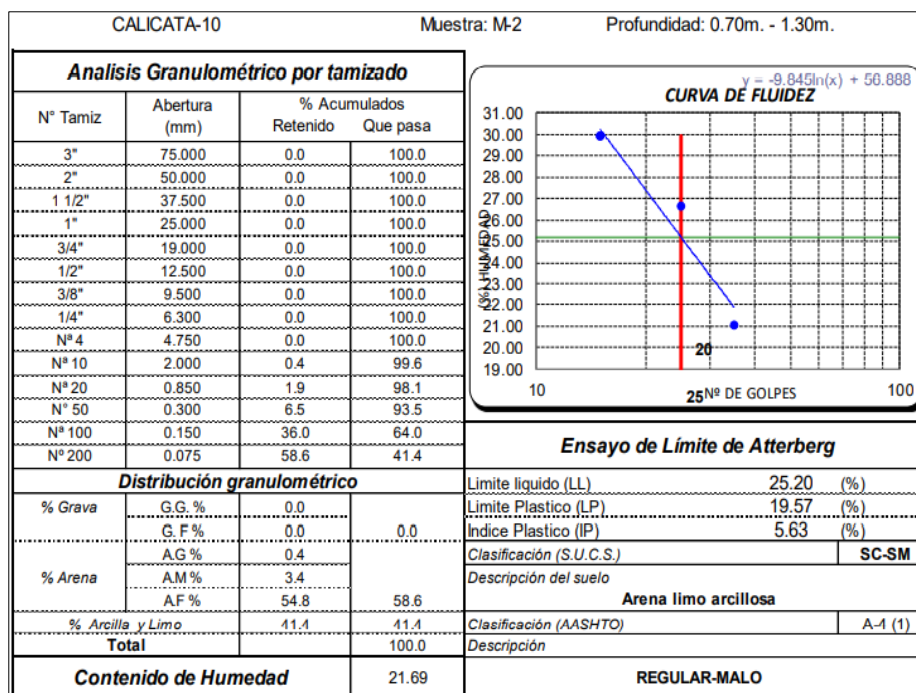 CALICATA-10 Muestra: M-2 Profundidad: 0.70m. - 1.30m.
Analisis Granulométrico por tamizado
N° Tamiz Abertura (mm) % Acumulados
Retenido Que pasa
3" 75.000 0.0 100.0
2" 50.000 0.0 100.0
1 1/2" 37.500 0.0 100.0
1" 25.000 0.0 100.0
3/4" 19.000 0.0 100.0
1/2" 12.500 0.0 100.0
3/8" 9.500 0.0 100.0
1/4" 6.300 0.0 100.0
Nª 4 4.750 0.0 100.0
Nª 10 2.000 0.4 99.6
Nª 20 0.850 1.9 98.1
N° 50 0.300 6.5 93.5
Nª 100 0.150 36.0 64.0
Nº 200 0.075 58.6 41.4
Distribución granulométrico
% Grava G.G. % 0.0
G. F % 0.0 0.0
A.G % 0.4
% Arena A.M % 3.4
A.F % 54.8 58.6
% Arcilla y Limo 41.4 41.4
Total 100.0
Contenido de Humedad 21.69
y = -9.845ln(x) + 56.888
CURVA DE FLUIDEZ
31.00
30.00
29.00
28.00
27.00
26.00
25.00
24.00
23.00
22.00
21.00
20.00
19.00
(%) HUMEDAD
20
10 100
25 Nº DE GOLPES
Ensayo de Límite de Atterberg
Limite liquido (LL) 25.20 (%)
Limite Plastico (LP) 19.57 (%)
Indice Plastico (IP) 5.63 (%)
Clasificación (S.U.C.S.) SC-SM
Descripción del suelo
Arena limo arcillosa
Clasificación (AASHTO) A-4 (1)
Descripción
REGULAR-MALO